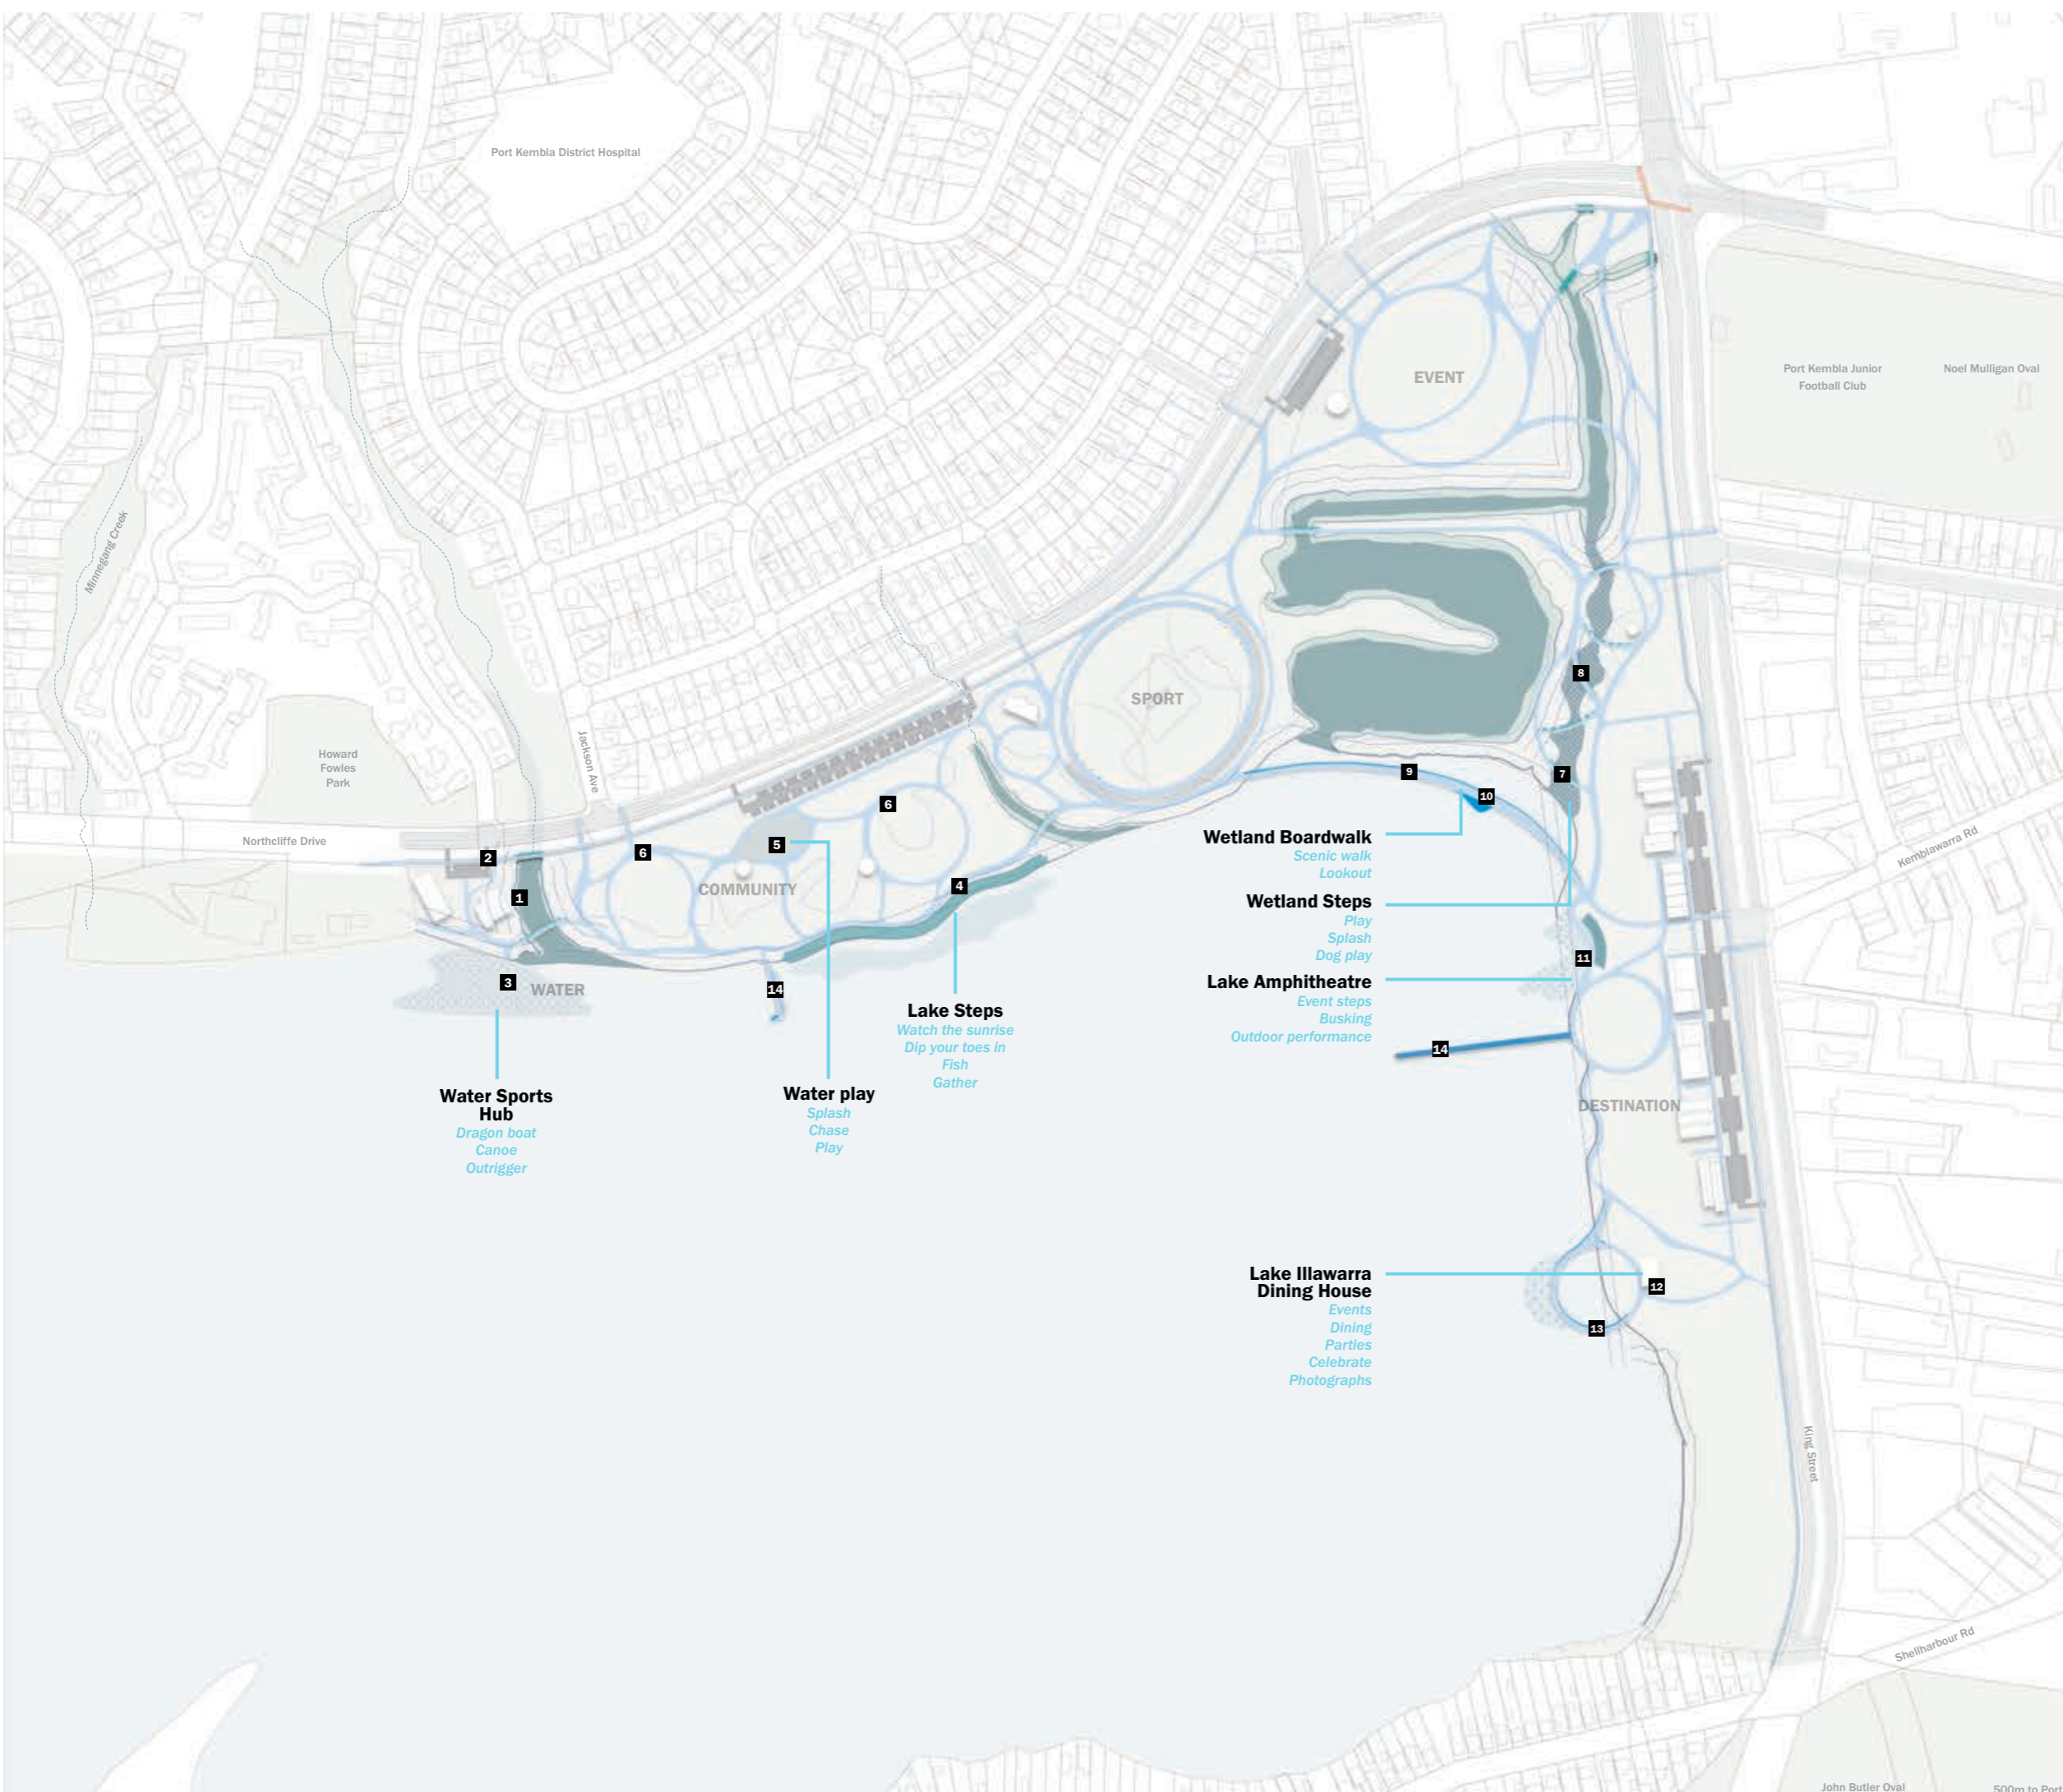 Port Kembla District Hospital
EVENT
Port Kembla Junior
Football Club
Noel Mulligan Oval
Minnegang Creek
SPORT
8
Howard
Fowles
Park
Jackson Ave
9
7
10
6
Northcliffe Drive
2
6
5
COMMUNITY
4
1
Wetland Boardwalk
Scenic walk
Lookout
Kemblawarra Rd
Wetland Steps
Play
Splash
Dog play
11
3
WATER
14
Lake Amphitheatre
Event steps
Busking
Outdoor performance
Lake Steps
Watch the sunrise
Dip your toes in
Fish
Gather
14
Water Sports
Hub
Dragon boat
Canoe
Outrigger
Water play
Splash
Chase
Play
DESTINATION
Lake Illawarra
Dining House
Events
Dining
Parties
Celebrate
Photographs
12
13
King Street
Shellharbour Rd
John Butler Oval
500m to Port